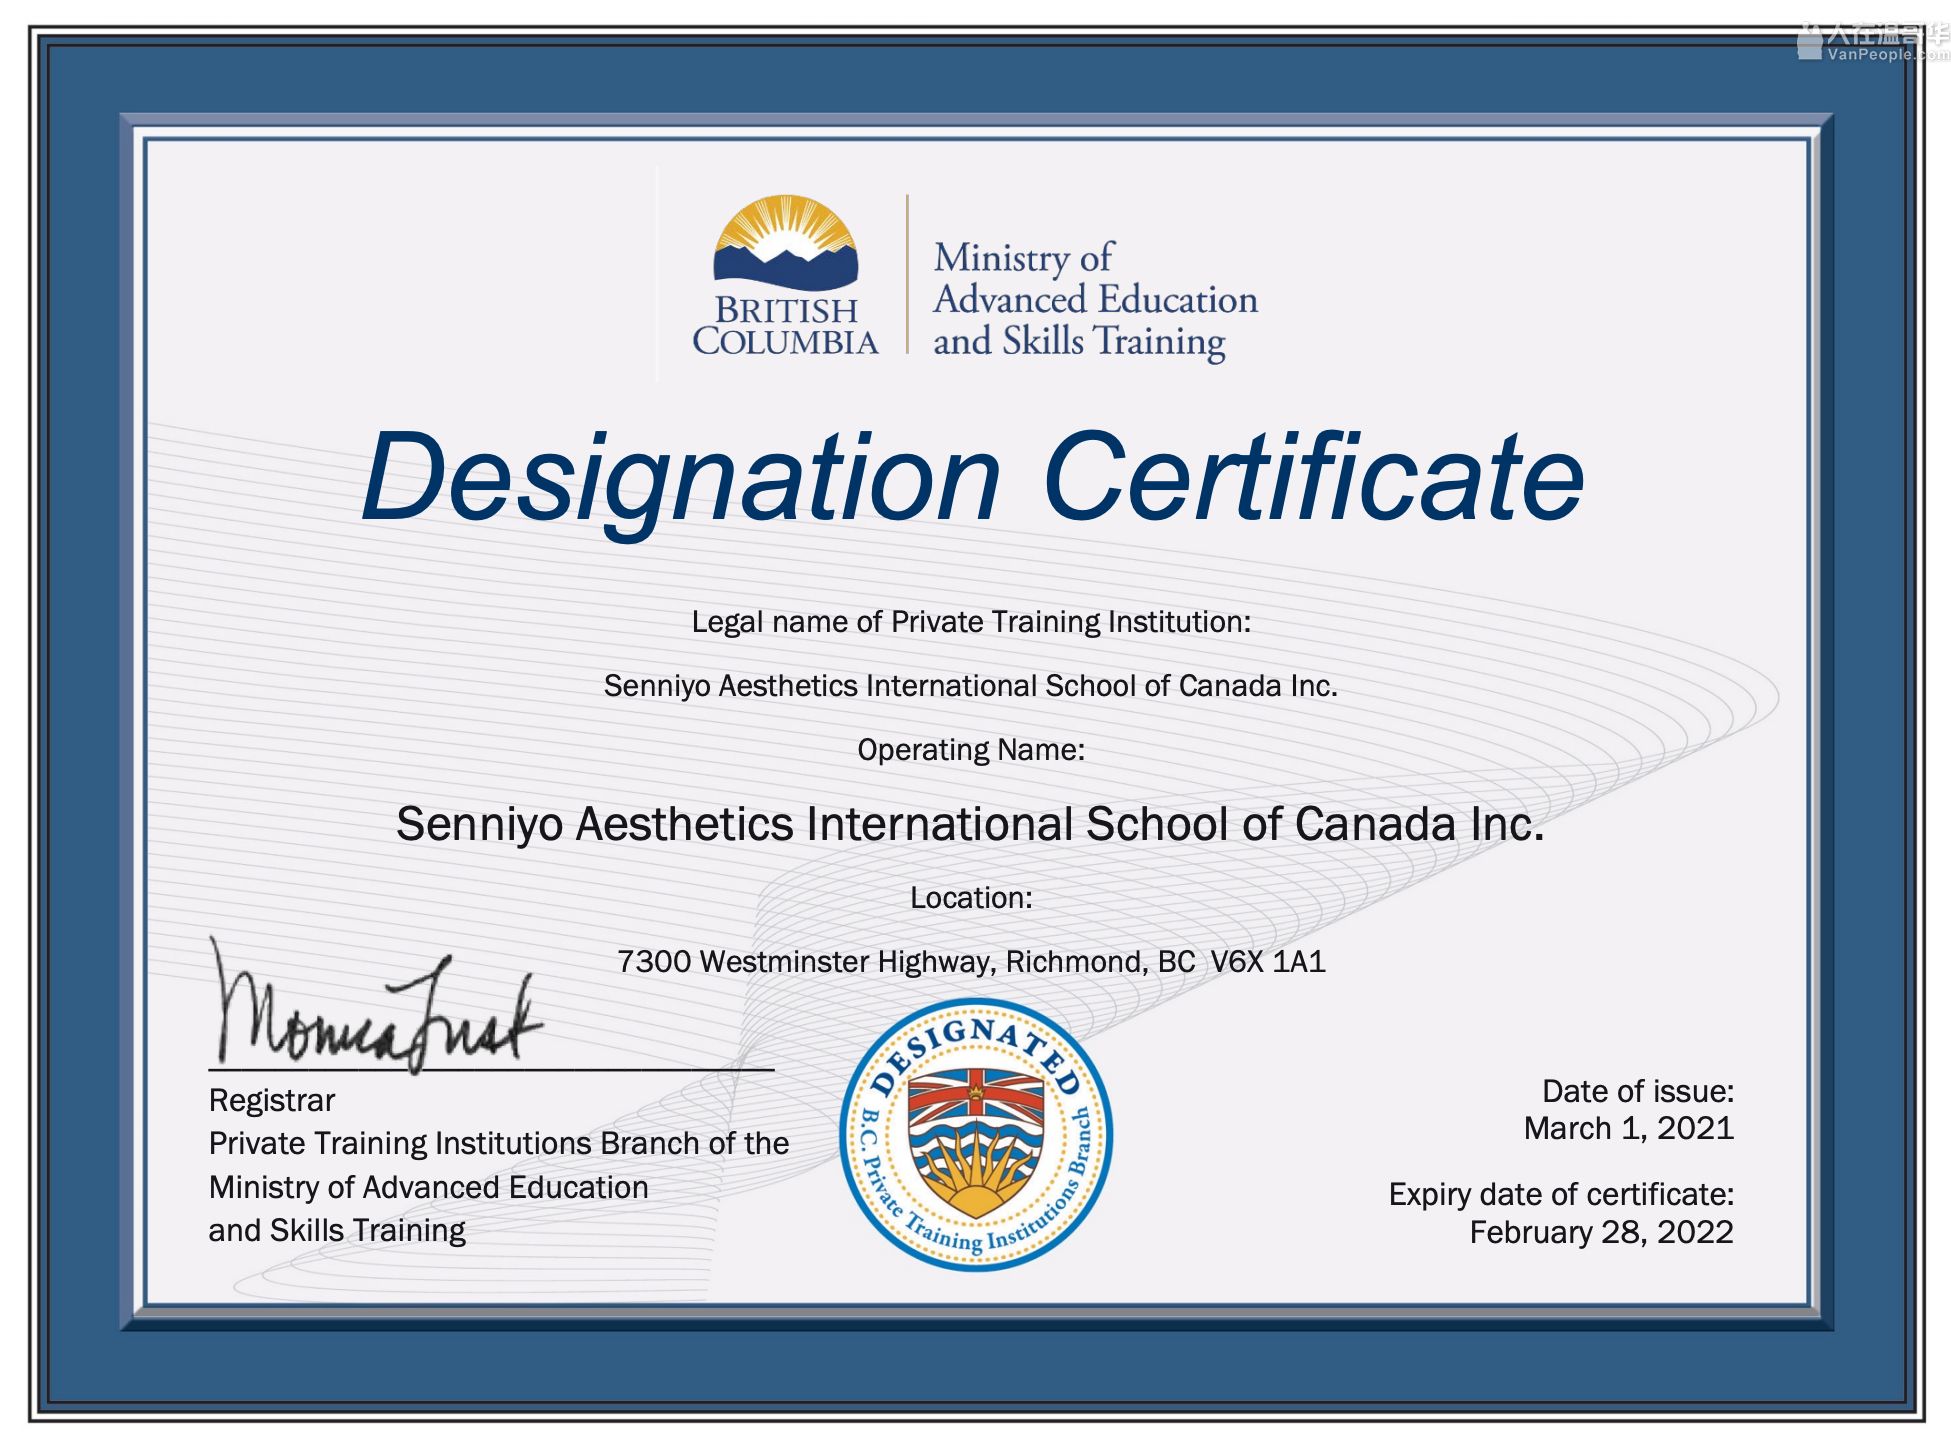 人在温哥华
VanPeople.com
BRITISH
COLUMBIA
Ministry of
Advanced Education
and Skills Training
Designation Certificate
Legal name of Private Training Institution:
Senniyo Aesthetics International School of Canada Inc.
Operating Name:
Senniyo Aesthetics International School of Canada Inc.
Location:
7300 Westminster Highway, Richmond, BC V6X 1A1
Monica Lust
Registrar
Private Training Institutions Branch of the
Ministry of Advanced Education
and Skills Training
DESIGNATED
B.C. Private Training Institutions Branch
Date of issue:
March 1, 2021
Expiry date of certificate:
February 28, 2022